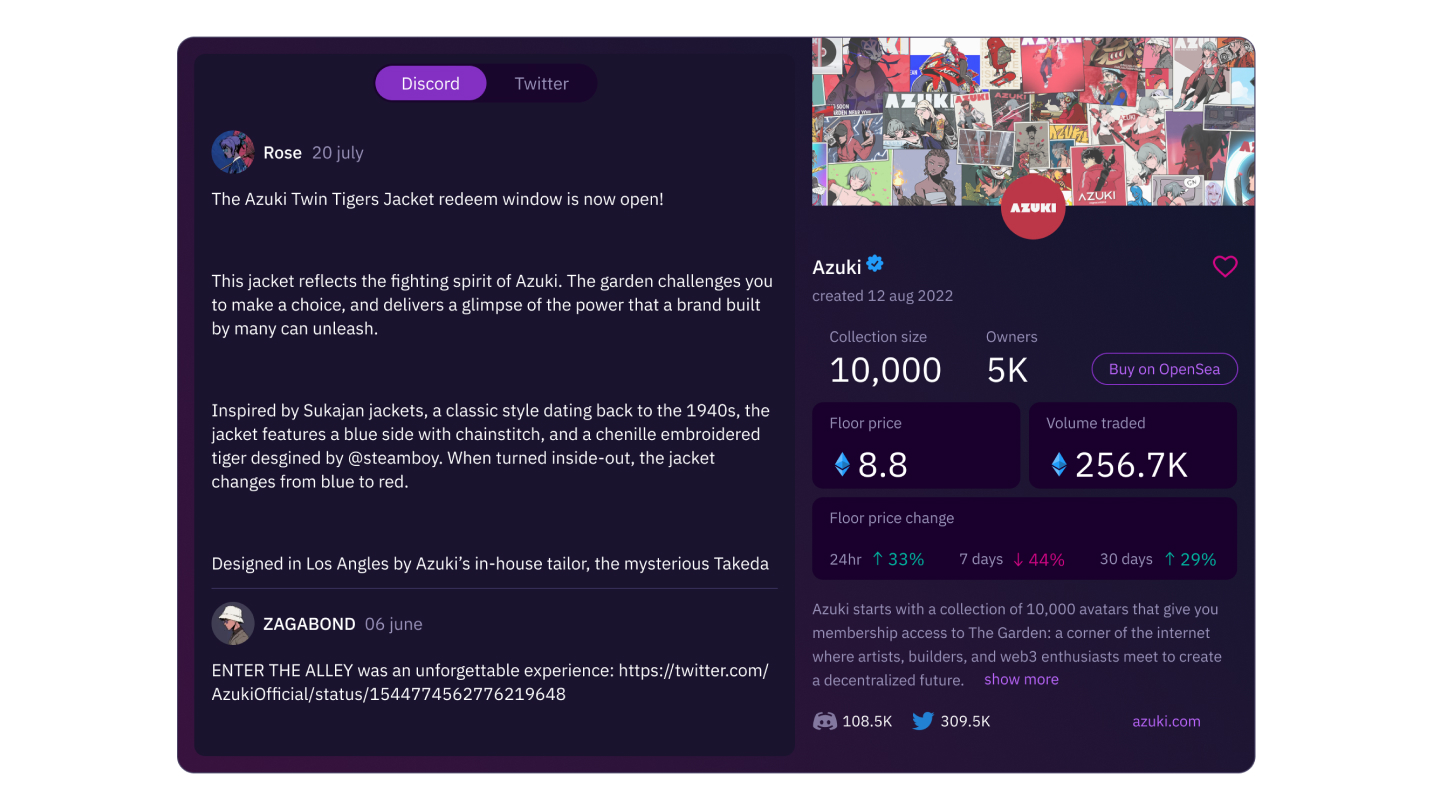 Discord
Twitter
Rose 20 july
The Azuki Twin Tigers Jacket redeem window is now open!
This jacket reflects the fighting spirit of Azuki. The garden challenges you
to make a choice, and delivers a glimpse of the power that a brand built
by many can unleash.
Inspired by Sukajan jackets, a classic style dating back to the 1940s, the
jacket features a blue side with chainstitch, and a chenille embroidered
tiger desgined by @steamboy. When turned inside-out, the jacket
changes from blue to red.
Designed in Los Angles by Azuki’s in-house tailor, the mysterious Takeda
ZAGABOND 06 june
ENTER THE ALLEY was an unforgettable experience: https://twitter.com/
AzukiOfficial/status/1544774562776219648
AZUKI
AZUKI
AZUKI
AZUKI
Azuki
created 12 aug 2022
Collection size
10,000
Owners
5K
Buy on OpenSea
Floor price
8.8
Volume traded
256.7K
Floor price change
24hr ↑ 33% 7 days ↓ 44% 30 days ↑ 29%
Azuki starts with a collection of 10,000 avatars that give you
membership access to The Garden: a corner of the internet
where artists, builders, and web3 enthusiasts meet to create
a decentralized future. show more
108.5K 309.5K azuki.com